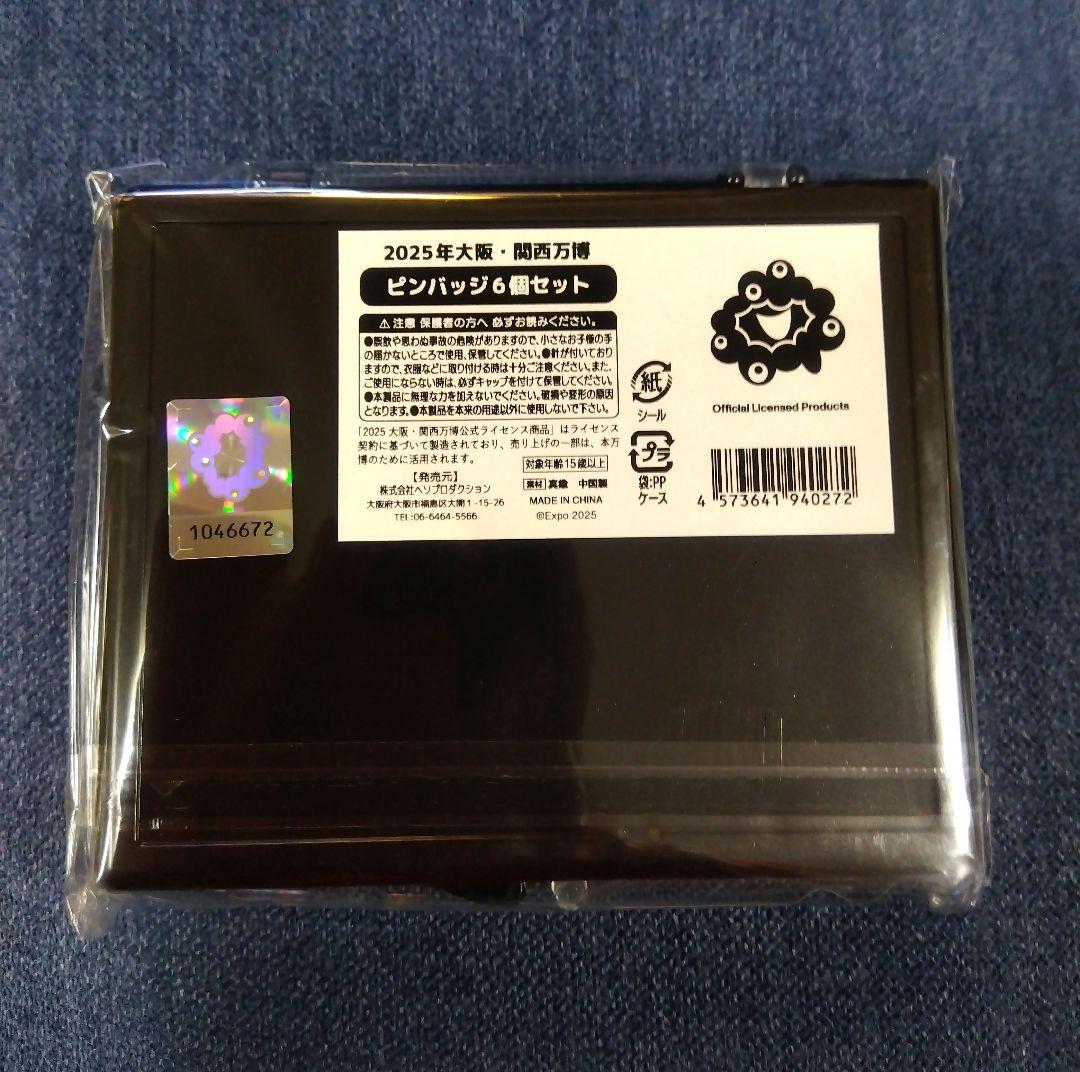 2025年大阪・関西万博
ピンバッジ6個セット
⚠注意 保護者の方へ 必ずお読みください。
●誤飲や思わぬ事故の危険がありますので、小さなお子様の手
の届かないところで使用、保管してください。●針が付いており
ますので、衣服などに取り付ける時は十分ご注意ください。また、
ご使用にならない時は、必ずキャップを付けて保管してください。
●本製品に無理な力を加えないでください。破損や変形の原因
となります。●本製品を本来の用途以外に使用しないで下さい。
「2025 大阪・関西万博公式ライセンス商品」はライセンス
契約に基づいて製造されており、売り上げの一部は、本万
博のために活用されます。
対象年齢15歳以上
【発売元】
株式会社ヘソプロダクション
大阪府大阪市福島区大開1-15-26
TEL:06-6464-5566
素材 真鍮 中国製
MADE IN CHINA
©Expo 2025
紙
シール
プラ
袋:PP
ケース
Official Licensed Products
4 573641 940272
1046672